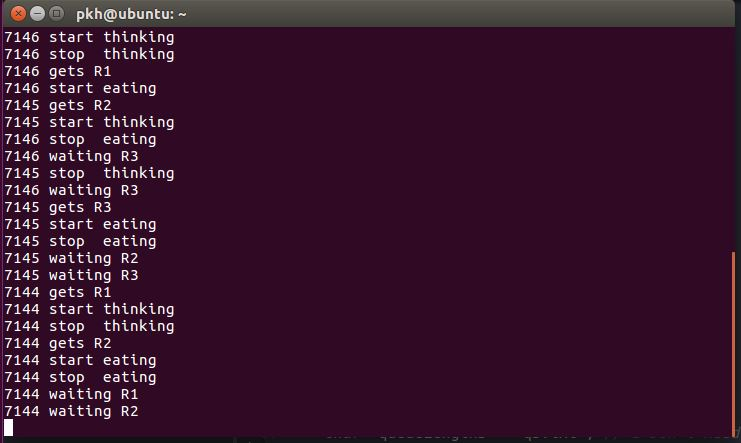 pkh@ubuntu: ~
7146 start thinking
7146 stop  thinking
7146 gets R1
7146 start eating
7145 gets R2
7145 start thinking
7146 stop  eating
7146 waiting R3
7145 stop  thinking
7146 waiting R3
7145 gets R3
7145 start eating
7145 stop  eating
7145 waiting R2
7145 waiting R3
7144 gets R1
7144 start thinking
7144 stop  thinking
7144 gets R2
7144 start eating
7144 stop  eating
7144 waiting R1
7144 waiting R2